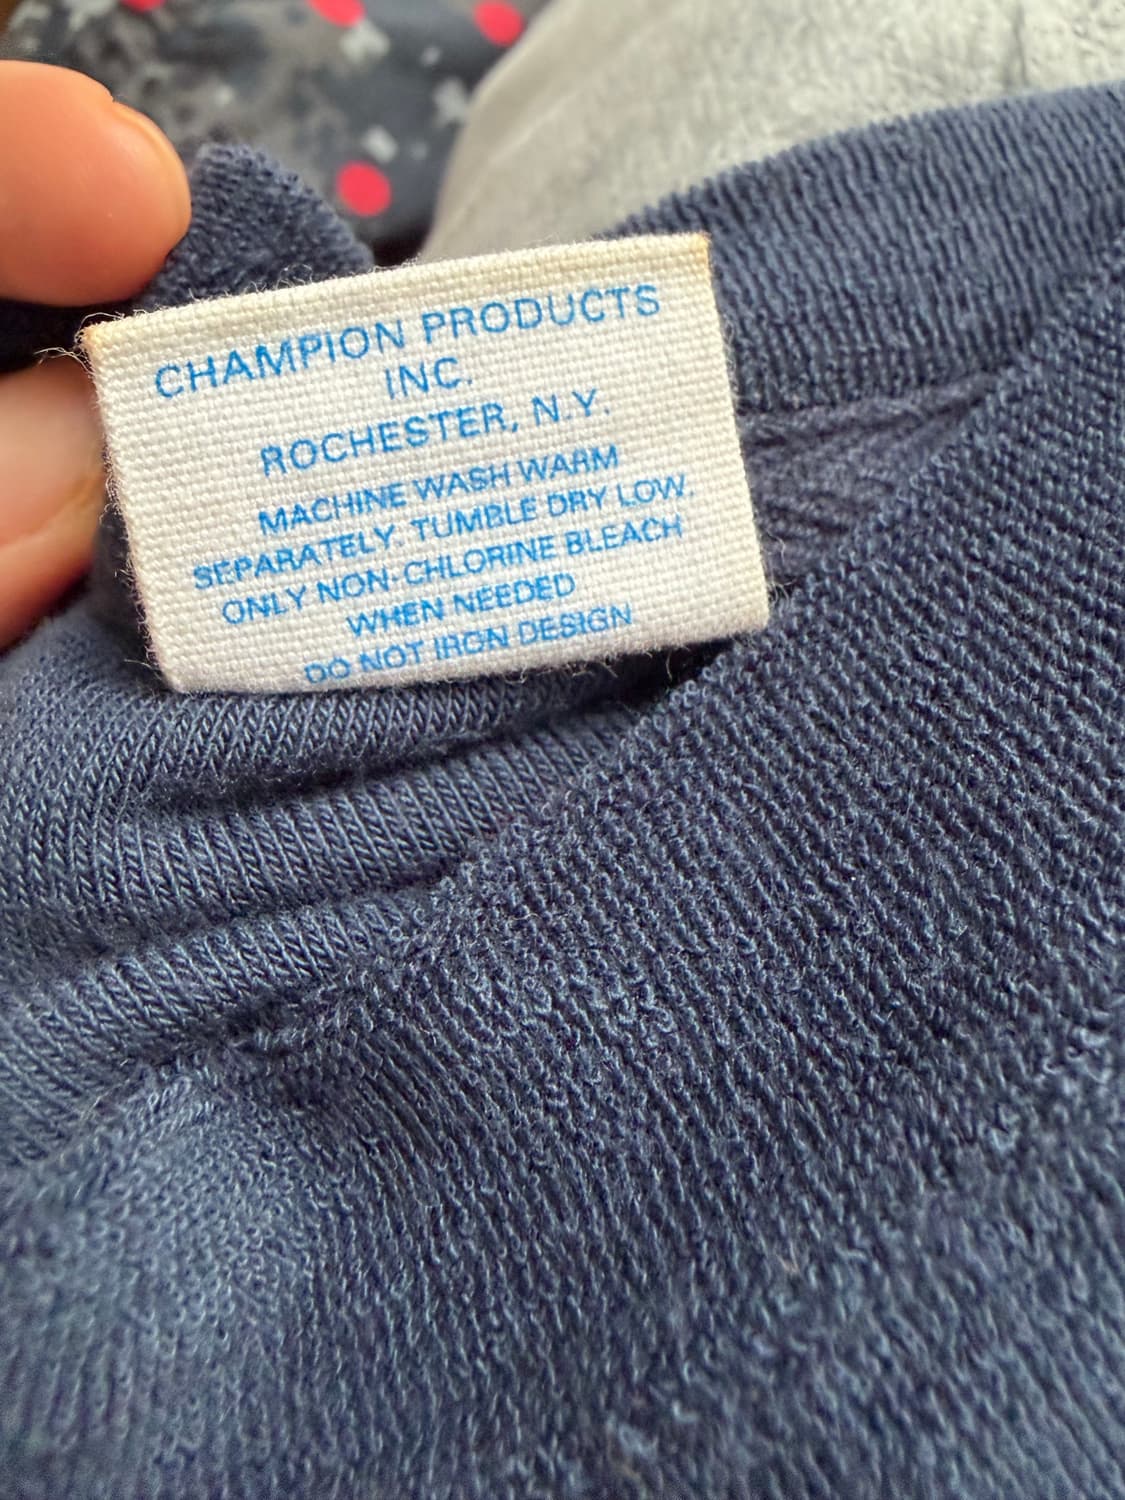 CHAMPION PRODUCTS
INC.
ROCHESTER, N.Y.
MACHINE WASH WARM
SEPARATELY. TUMBLE DRY LOW.
ONLY NON-CHLORINE BLEACH
WHEN NEEDED
DO NOT IRON DESIGN